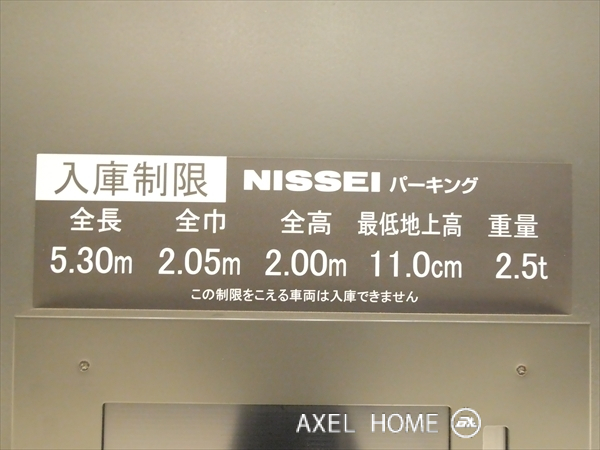 入庫制限 NISSEI パーキング
全長 全巾 全高 最低地上高 重量
5.30m 2.05m 2.00m 11.0cm 2.5t
この制限をこえる車両は入庫できません
AXEL HOME